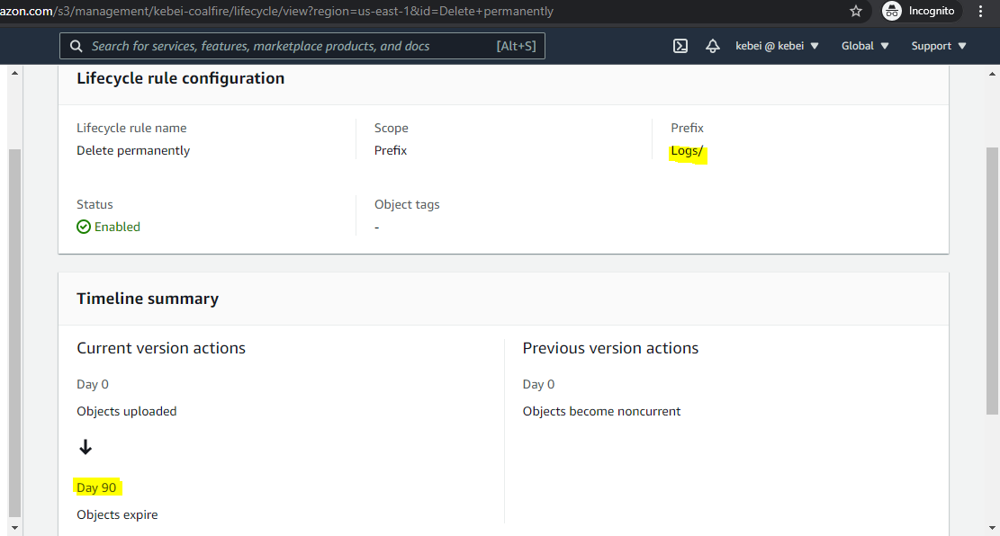 azon.com/s3/management/kebei-coalfire/lifecycle/view?region=us-east-1&id=Delete+permanently
Incognito
Search for services, features, marketplace products, and docs [Alt+S]
kebei @ kebei ▼ Global ▼ Support ▼
Lifecycle rule configuration
Lifecycle rule name Scope Prefix
Delete permanently Prefix Logs/
Status Object tags
Enabled -
Timeline summary
Current version actions Previous version actions
Day 0 Day 0
Objects uploaded Objects become noncurrent
Day 90
Objects expire